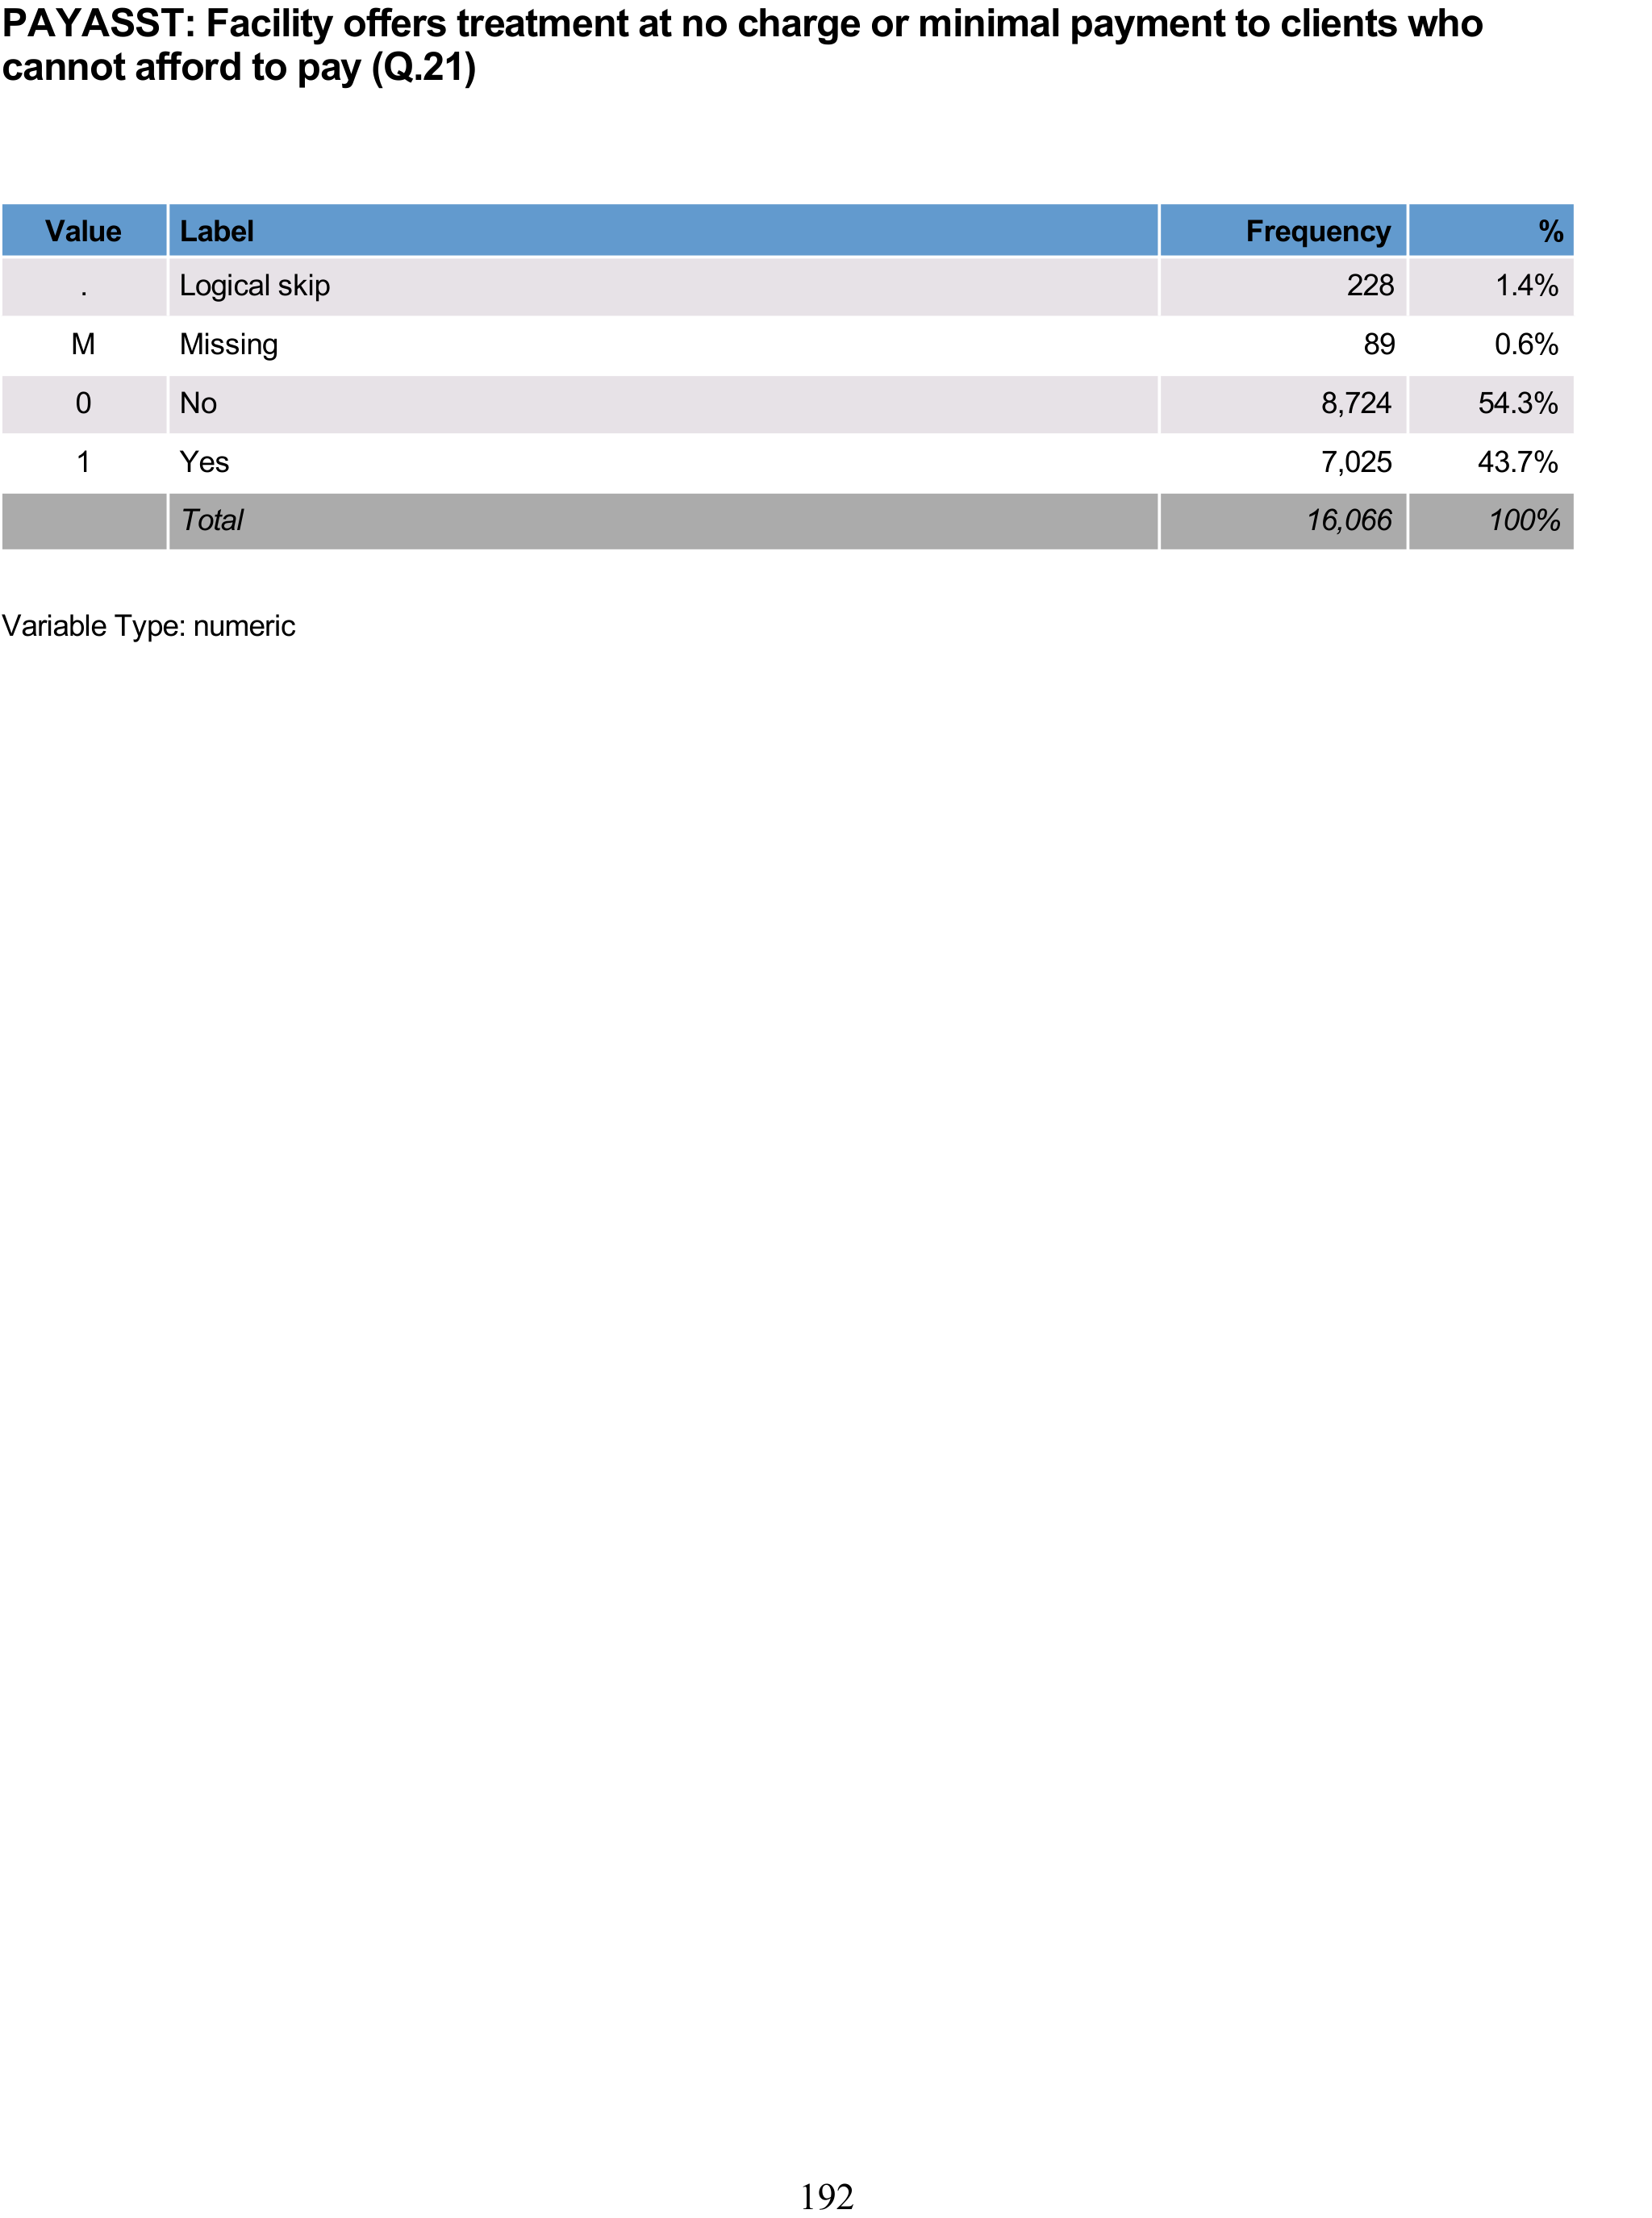 PAYASST: Facility offers treatment at no charge or minimal payment to clients who
cannot afford to pay (Q.21)
Value Label Frequency %
. Logical skip 228 1.4%
M Missing 89 0.6%
0 No 8,724 54.3%
1 Yes 7,025 43.7%
Total 16,066 100%
Variable Type: numeric
192